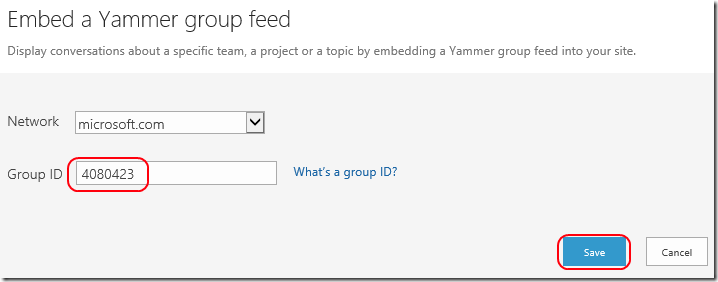 Embed a Yammer group feed
Display conversations about a specific team, a project or a topic by embedding a Yammer group feed into your site.
Network microsoft.com
Group ID 4080423 What's a group ID?
Save Cancel